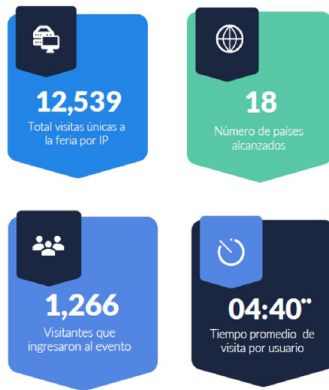 12,539
Total visitas únicas a
la feria por IP
18
Número de países
alcanzados
1,266
Visitantes que
ingresaron al evento
04:40"
Tiempo promedio de
visita por usuario